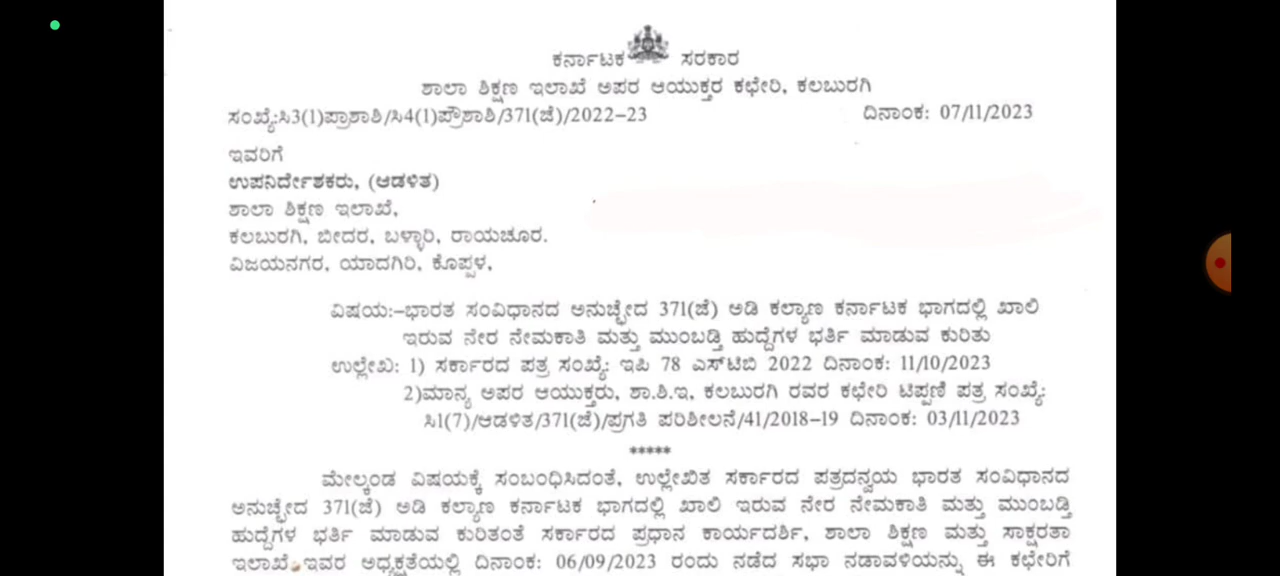 ಕರ್ನಾಟಕ ಸರಕಾರ
ಶಾಲಾ ಶಿಕ್ಷಣ ಇಲಾಖೆ ಅಪರ ಆಯುಕ್ತರ ಕಛೇರಿ, ಕಲಬುರಗಿ
ಸಂಖ್ಯೆ:ಸಿ3(1)ಪ್ರಾಶಾಶಿ/ಸಿ4(1)ಪ್ರೌಶಾಶಿ/371(ಜೆ)/2022-23 ದಿನಾಂಕ: 07/11/2023
ಇವರಿಗೆ
ಉಪನಿರ್ದೇಶಕರು, (ಆಡಳಿತ)
ಶಾಲಾ ಶಿಕ್ಷಣ ಇಲಾಖೆ,
ಕಲಬುರಗಿ, ಬೀದರ, ಬಳ್ಳಾರಿ, ರಾಯಚೂರ.
ವಿಜಯನಗರ, ಯಾದಗಿರಿ, ಕೊಪ್ಪಳ,
ವಿಷಯ:-ಭಾರತ ಸಂವಿಧಾನದ ಅನುಚ್ಛೇದ 371(ಜೆ) ಅಡಿ ಕಲ್ಯಾಣ ಕರ್ನಾಟಕ ಭಾಗದಲ್ಲಿ ಖಾಲಿ
ಇರುವ ನೇರ ನೇಮಕಾತಿ ಮತ್ತು ಮುಂಬಡ್ತಿ ಹುದ್ದೆಗಳ ಭರ್ತಿ ಮಾಡುವ ಕುರಿತು
ಉಲ್ಲೇಖ: 1) ಸರ್ಕಾರದ ಪತ್ರ ಸಂಖ್ಯೆ: ಇಪಿ 78 ಎಸ್‌ಟಿಬಿ 2022 ದಿನಾಂಕ: 11/10/2023
2)ಮಾನ್ಯ ಅಪರ ಆಯುಕ್ತರು, ಶಾ.ಶಿ.ಇ, ಕಲಬುರಗಿ ರವರ ಕಛೇರಿ ಟಿಪ್ಪಣಿ ಪತ್ರ ಸಂಖ್ಯೆ:
ಸಿ1(7)/ಆಡಳಿತ/371(ಜೆ)/ಪ್ರಗತಿ ಪರಿಶೀಲನೆ/41/2018-19 ದಿನಾಂಕ: 03/11/2023
*****
ಮೇಲ್ಕಂಡ ವಿಷಯಕ್ಕೆ ಸಂಬಂಧಿಸಿದಂತೆ, ಉಲ್ಲೇಖಿತ ಸರ್ಕಾರದ ಪತ್ರದನ್ವಯ ಭಾರತ ಸಂವಿಧಾನದ
ಅನುಚ್ಛೇದ 371(ಜೆ) ಅಡಿ ಕಲ್ಯಾಣ ಕರ್ನಾಟಕ ಭಾಗದಲ್ಲಿ ಖಾಲಿ ಇರುವ ನೇರ ನೇಮಕಾತಿ ಮತ್ತು ಮುಂಬಡ್ತಿ
ಹುದ್ದೆಗಳ ಭರ್ತಿ ಮಾಡುವ ಕುರಿತಂತೆ ಸರ್ಕಾರದ ಪ್ರಧಾನ ಕಾರ್ಯದರ್ಶಿ, ಶಾಲಾ ಶಿಕ್ಷಣ ಮತ್ತು ಸಾಕ್ಷರತಾ
ಇಲಾಖೆ ಇವರ ಅಧ್ಯಕ್ಷತೆಯಲ್ಲಿ ದಿನಾಂಕ: 06/09/2023 ರಂದು ನಡೆದ ಸಭಾ ನಡಾವಳಿಯನ್ನು ಈ ಕಛೇರಿಗೆ